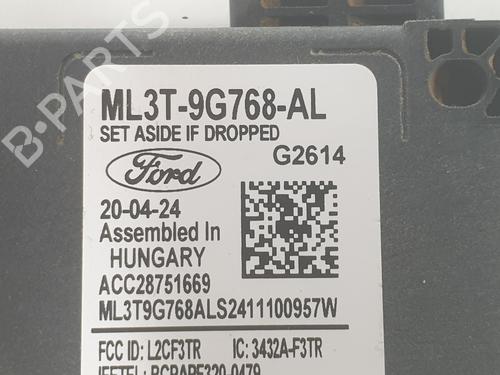 ML3T-9G768-AL
SET ASIDE IF DROPPED
G2614
Ford
20-04-24
Assembled In
HUNGARY
ACC28751669
ML3T9G768ALS2411100957W
FCC ID: L2CF3TR IC: 3432A-F3TR
B-PARTS